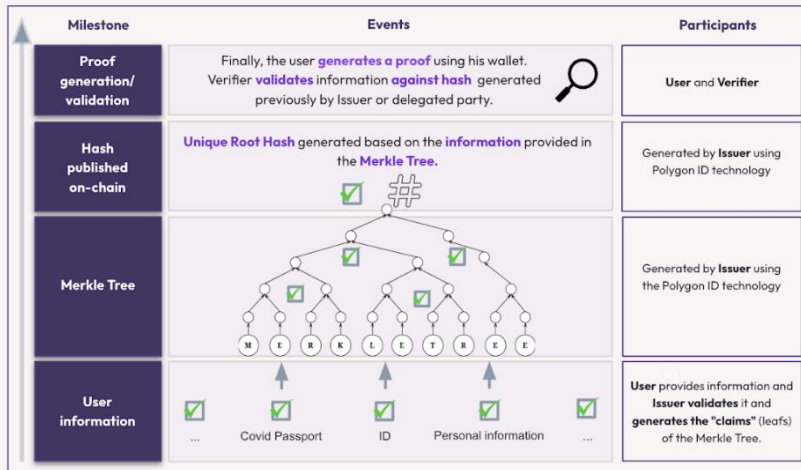 Milestone
Events
Participants
Proof
generation/
validation
Finally, the user generates a proof using his wallet.
Verifier validates information against hash generated
previously by Issuer or delegated party.
User and Verifier
Hash
published
on-chain
Unique Root Hash generated based on the information provided in
the Merkle Tree.
#
Generated by Issuer using
Polygon ID technology
Merkle Tree
M E R K L E T R E E
Generated by Issuer using
the Polygon ID technology
User
information
...
Covid Passport
ID
Personal information
...
User provides information and
Issuer validates it and
generates the "claims" (leafs)
of the Merkle Tree.